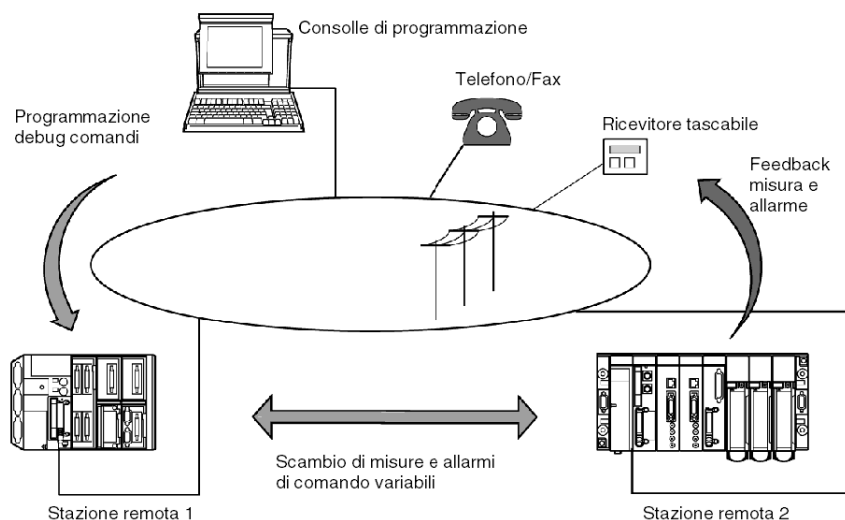 Consolle di programmazione
Telefono/Fax
Programmazione
debug comandi
Ricevitore tascabile
Feedback
misura e
allarme
Scambio di misure e allarmi
di comando variabili
Stazione remota 1
Stazione remota 2